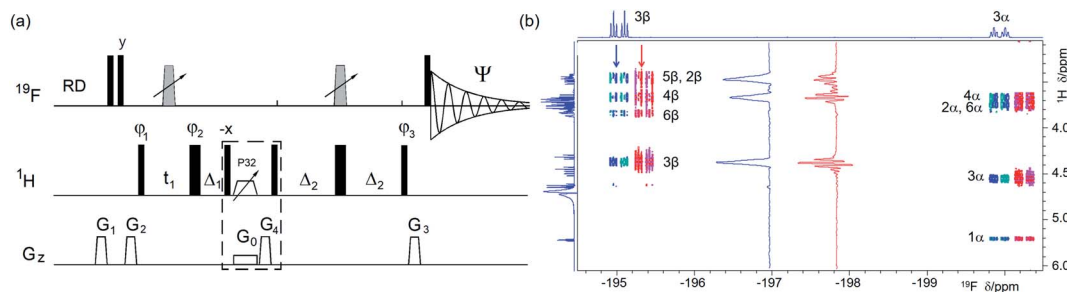 (a)
y
RD
¹⁹F
Ψ
φ₁
φ₂
-x
φ₃
P32
¹H
t₁
Δ₁
Δ₂
Δ₂
G₁
G₂
G₀
G₄
G₃
Gz
(b)
3β
3α
5β, 2β
4β
6β
3β
4α
2α, 6α
3α
1α
¹H δ/ppm
4.0
4.5
5.0
5.5
6.0
-195
-196
-197
-198
-199
¹⁹F δ/ppm